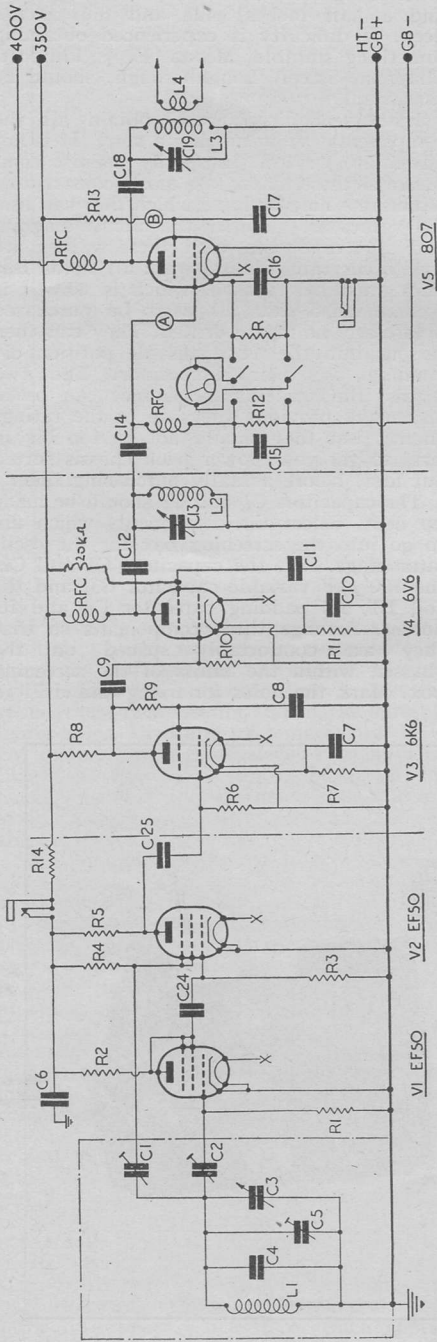 400V
350V
C6
R14
R2
R4
R5
R8
RFC
20kΩ
RFC
R13
L4
C1
C25
C9
R9
C12
C14
B
C18
L3
C19
C2
C24
C13
L2
RFC
A
C3
C5
C4
L1
R1
R3
R6
R7
C7
C8
R10
R11
C10
C11
C15
R12
R
C16
C17
X
X
X
X
X
HT-
GB+
GB-
V1 EF50
V2 EF50
V3 6K6
V4 6V6
V5 807